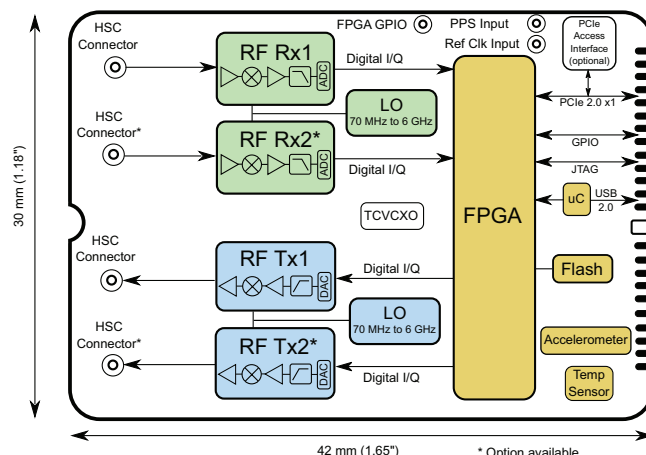 HSC
Connector
FPGA GPIO
PPS Input
Ref Clk Input
PCIe
Access
Interface
(optional)
RF Rx1
ADC
Digital I/Q
PCIe 2.0 x1
LO
70 MHz to 6 GHz
HSC
Connector*
RF Rx2*
ADC
Digital I/Q
GPIO
JTAG
30 mm (1.18")
TCVCXO
FPGA
uC
USB
2.0
HSC
Connector
RF Tx1
DAC
Digital I/Q
Flash
LO
70 MHz to 6 GHz
HSC
Connector*
RF Tx2*
DAC
Digital I/Q
Accelerometer
Temp
Sensor
42 mm (1.65")
* Option available